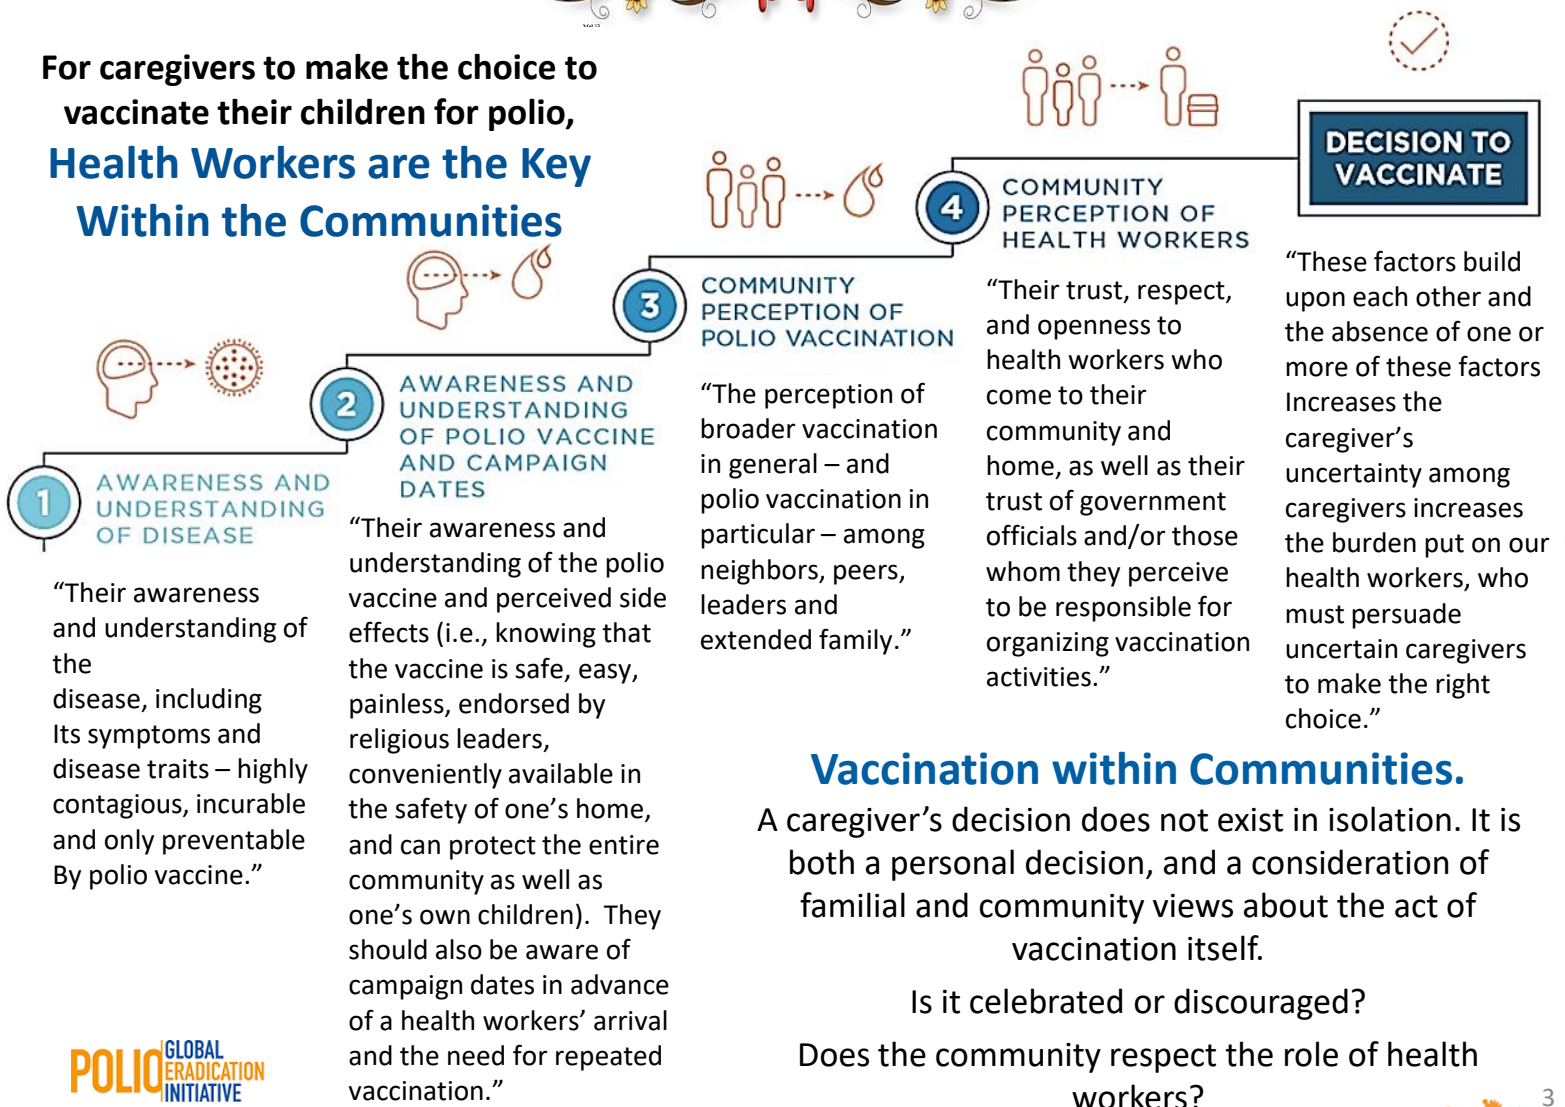 For caregivers to make the choice to
vaccinate their children for polio,
Health Workers are the Key
Within the Communities
1
AWARENESS AND
UNDERSTANDING
OF DISEASE
“Their awareness
and understanding of
the
disease, including
Its symptoms and
disease traits – highly
contagious, incurable
and only preventable
By polio vaccine.”
2
AWARENESS AND
UNDERSTANDING
OF POLIO VACCINE
AND CAMPAIGN
DATES
“Their awareness and
understanding of the polio
vaccine and perceived side
effects (i.e., knowing that
the vaccine is safe, easy,
painless, endorsed by
religious leaders,
conveniently available in
the safety of one’s home,
and can protect the entire
community as well as
one’s own children). They
should also be aware of
campaign dates in advance
of a health workers’ arrival
and the need for repeated
vaccination.”
3
COMMUNITY
PERCEPTION OF
POLIO VACCINATION
“The perception of
broader vaccination
in general – and
polio vaccination in
particular – among
neighbors, peers,
leaders and
extended family.”
4
COMMUNITY
PERCEPTION OF
HEALTH WORKERS
“Their trust, respect,
and openness to
health workers who
come to their
community and
home, as well as their
trust of government
officials and/or those
whom they perceive
to be responsible for
organizing vaccination
activities.”
DECISION TO
VACCINATE
“These factors build
upon each other and
the absence of one or
more of these factors
Increases the
caregiver’s
uncertainty among
caregivers increases
the burden put on our
health workers, who
must persuade
uncertain caregivers
to make the right
choice.”
Vaccination within Communities.
A caregiver’s decision does not exist in isolation. It is
both a personal decision, and a consideration of
familial and community views about the act of
vaccination itself.
Is it celebrated or discouraged?
Does the community respect the role of health
workers?
POLIO GLOBAL
ERADICATION
INITIATIVE
3